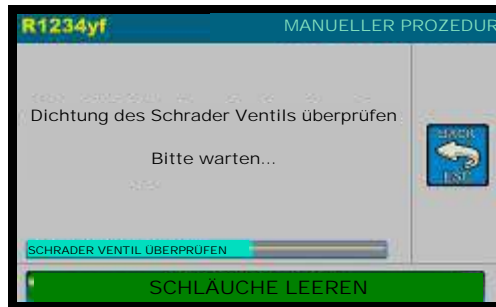 R1234yf
MANUELLER PROZEDUR
Dichtung des Schrader Ventils überprüfen
Bitte warten...
BACK
ESC
SCHRADER VENTIL ÜBERPRÜFEN
SCHLÄUCHE LEEREN